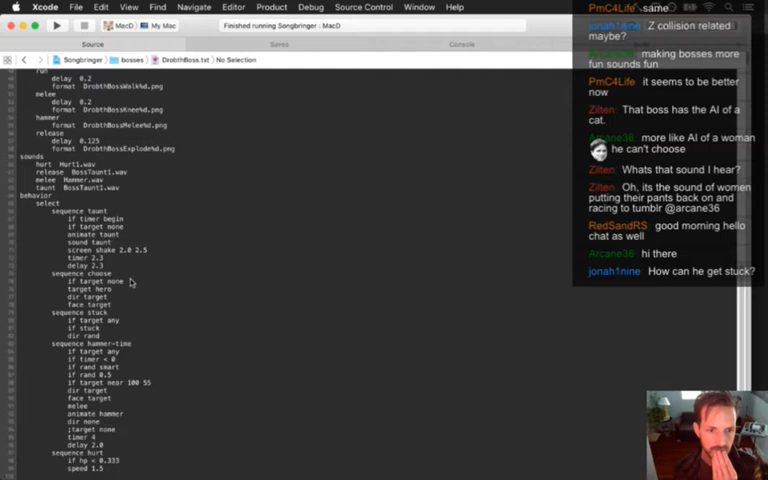 Xcode File Edit View Find Navigate Editor Product Debug Source Control Window Help
MacD My Mac
Finished running Songbringer : MacD
Source
Saves
Console
Songbringer bosses DrobthBoss.txt No Selection
run
delay 0.2
format DrobthBossWalk%d.png
melee
delay 0.2
format DrobthBossKnee%d.png
hammer
format DrobthBossMelee%d.png
release
delay 0.125
format DrobthBossExplode%d.png
sounds
hurt Hurt1.wav
release BossTaunt1.wav
melee Hammer.wav
taunt BossTaunt1.wav
behavior
select
sequence taunt
if timer begin
if target none
animate taunt
sound taunt
screen shake 2.0 2.5
timer 2.3
delay 2.3
sequence choose
if target none
target hero
dir target
face target
sequence stuck
if target any
if stuck
dir rand
sequence hammer-time
if target any
if timer < 0
if rand smart
if rand 0.5
if target near 100 55
dir target
face target
melee
animate hammer
dir none
;target none
timer 4
delay 2.0
sequence hurt
if hp < 0.333
speed 1.5
PmC4Life same
jonah1nine Z collision related
maybe?
Arcane36 making bosses more
fun sounds fun
PmC4Life it seems to be better
now
Zilten: That boss has the AI of a
cat.
Arcane36 more like AI of a woman
he can't choose
Zilten: Whats that sound I hear?
Zilten: Oh, its the sound of women
putting their pants back on and
racing to tumblr @arcane36
RedSandRS good morning hello
chat as well
Arcane36 hi there
jonah1nine How can he get stuck?